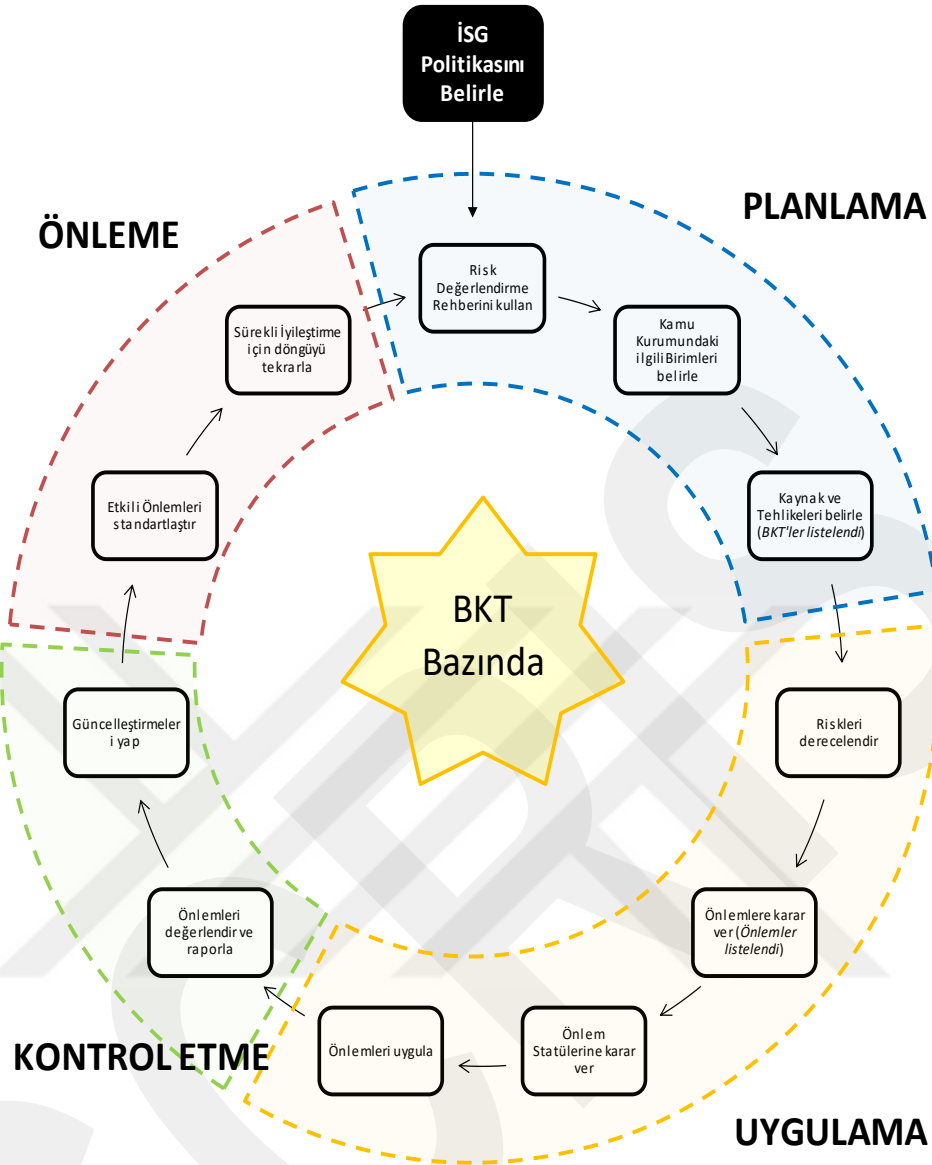 İSG
Politikasını
Belirle
PLANLAMA
Risk
Değerlendirme
Rehberini kullan
Kamu
Kurumundaki
ilgili Birimleri
belirle
Kaynak ve
Tehlikeleri belirle
(BKT'ler listelendi)
Riskleri
derecelendir
Önlemlere karar
ver (Önlemler
listelendi)
Önlem
Statülerine karar
ver
Önlemleri uygula
UYGULAMA
KONTROL ETME
Önlemleri
değerlendir ve
raporla
Güncelleştirmeler
i yap
Etkili Önlemleri
standartlaştır
Sürekli İyileştirme
için döngüyü
tekrarla
ÖNLEME
BKT
Bazında